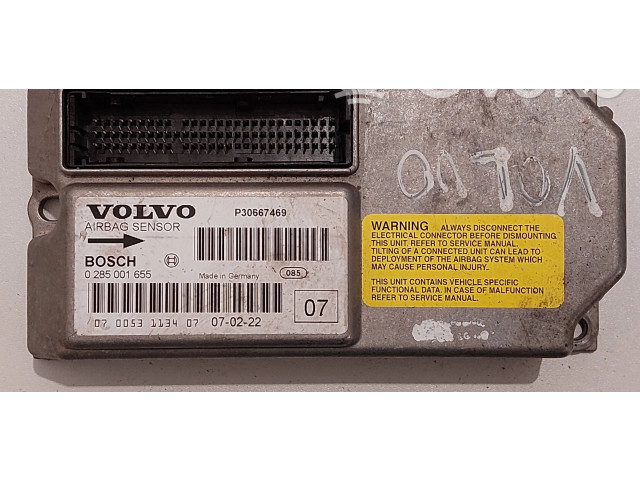 VOLVO
AIRBAG SENSOR
P30667469
BOSCH
0 285 001 655
Made in Germany
085
07 0053 1134 07 07-02-22
07
VOLVO
WARNING ALWAYS DISCONNECT THE
ELECTRICAL CONNECTOR BEFORE DISMOUNTING
THIS UNIT. REFER TO SERVICE MANUAL.
TILTING OF A CONNECTED UNIT CAN LEAD TO
DEPLOYMENT OF THE AIRBAG SYSTEM WHICH
MAY CAUSE PERSONAL INJURY.
THIS UNIT CONTAINS VEHICLE SPECIFIC
FUNCTIONAL DATA. IN CASE OF MALFUNCTION
REFER TO SERVICE MANUAL.